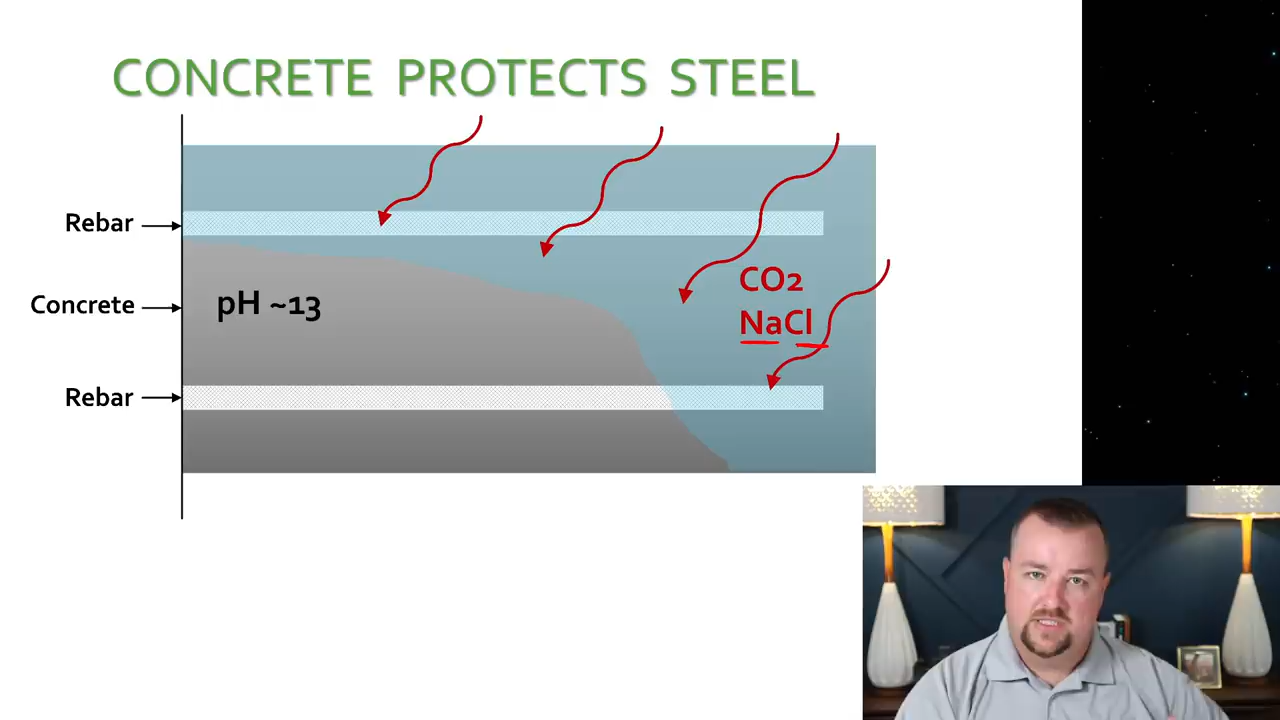 CONCRETE PROTECTS STEEL
Rebar
CO2
Concrete
pH ~13
NaCl
Rebar